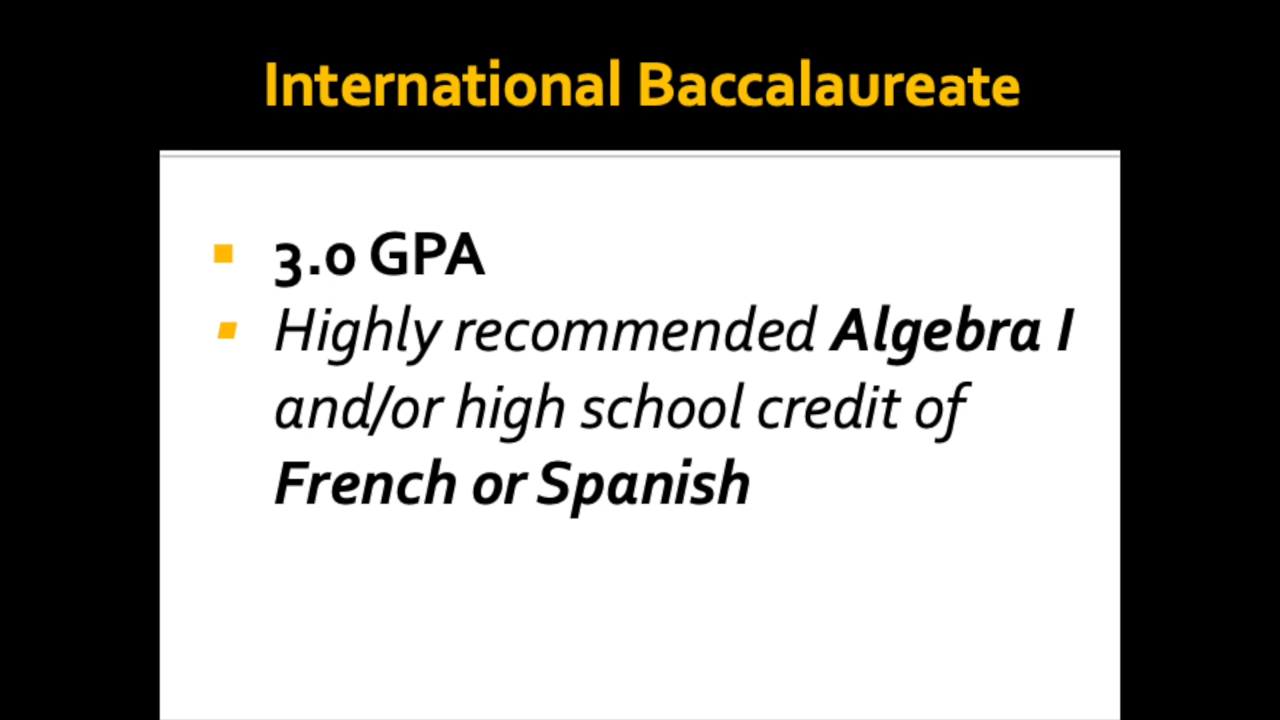 International Baccalaureate
3.0 GPA
Highly recommended Algebra I
and/or high school credit of
French or Spanish